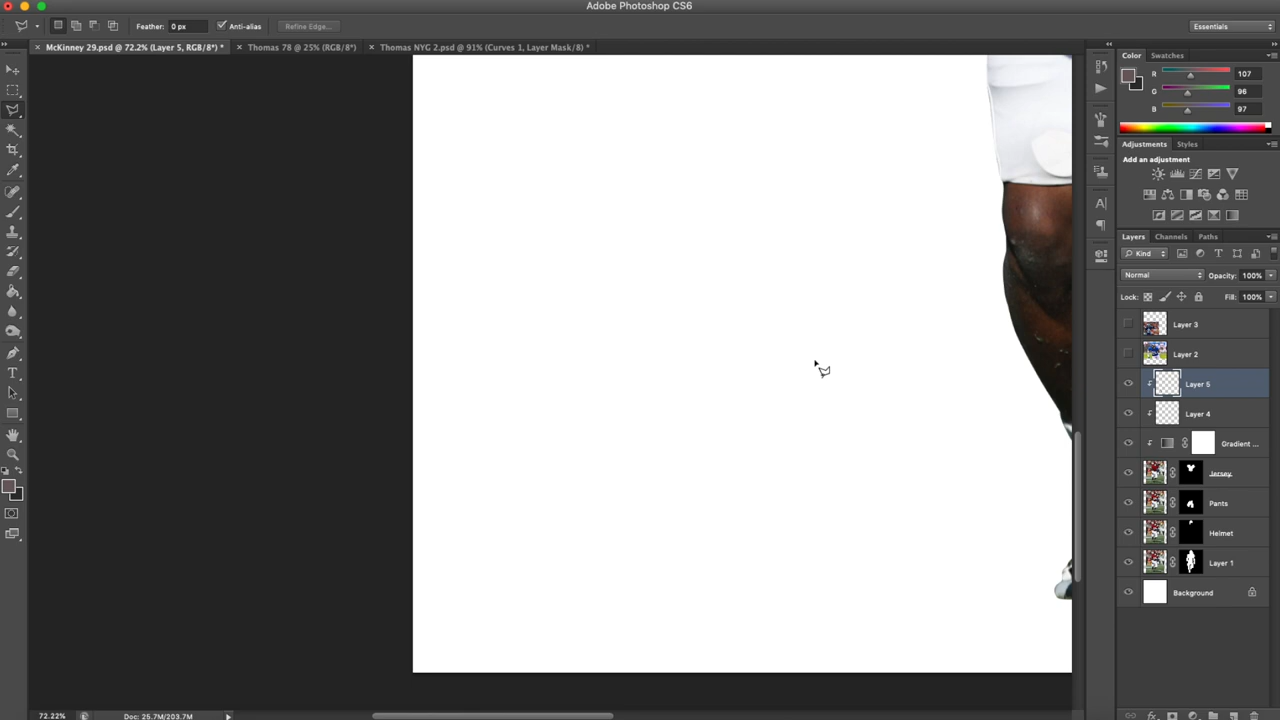 Adobe Photoshop CS6
Feather: 0 px Anti-alias Refine Edge... Essentials
McKinney 29.psd @ 72.2% (Layer 5, RGB/8*) * Thomas 78 @ 25% (RGB/8*) Thomas NYG 2.psd @ 91% (Curves 1, Layer Mask/8) *
Color Swatches
R 107
G 96
B 97
Adjustments Styles
Add an adjustment
Layers Channels Paths
Kind
Normal Opacity: 100%
Lock: Fill: 100%
Layer 3
Layer 2
Layer 5
Layer 4
Gradient ...
Jersey
Pants
Helmet
Layer 1
Background
72.22% Doc: 25.7M/203.7M